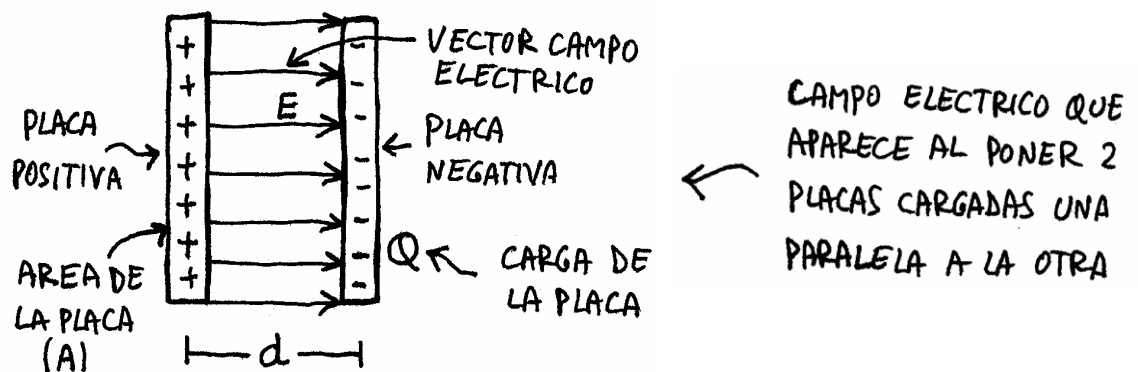 VECTOR CAMPO
ELECTRICO
E
PLACA
POSITIVA
PLACA
NEGATIVA
AREA DE
LA PLACA
(A)
Q
CARGA DE
LA PLACA
d
CAMPO ELECTRICO QUE
APARECE AL PONER 2
PLACAS CARGADAS UNA
PARALELA A LA OTRA